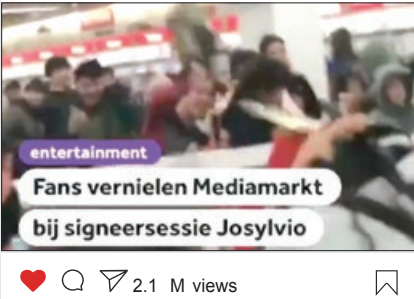 entertainment
Fans vernielen Mediamarkt
bij signeersessie Josylvio
2.1 M views